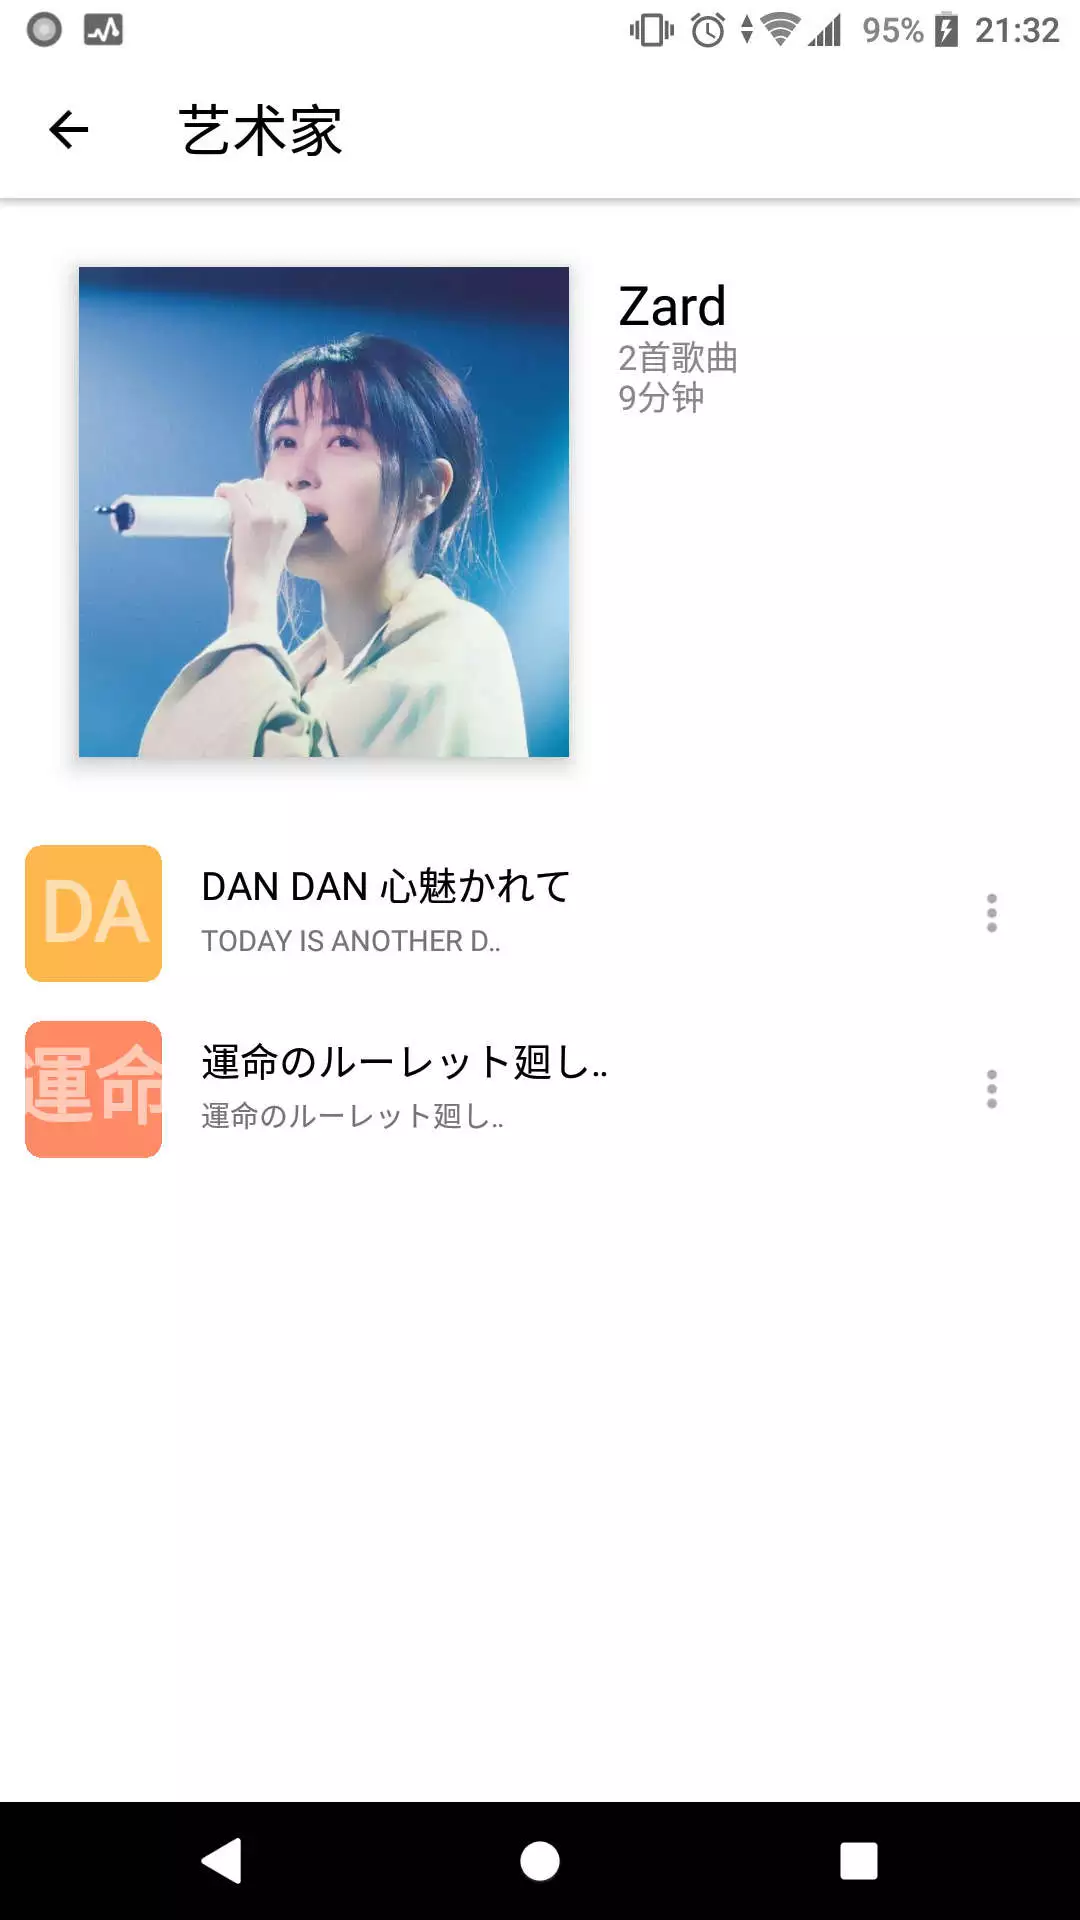 95% 21:32
艺术家
Zard
2首歌曲
9分钟
DA
DAN DAN 心魅かれて
TODAY IS ANOTHER D..
運命
運命のルーレット廻し..
運命のルーレット廻し..